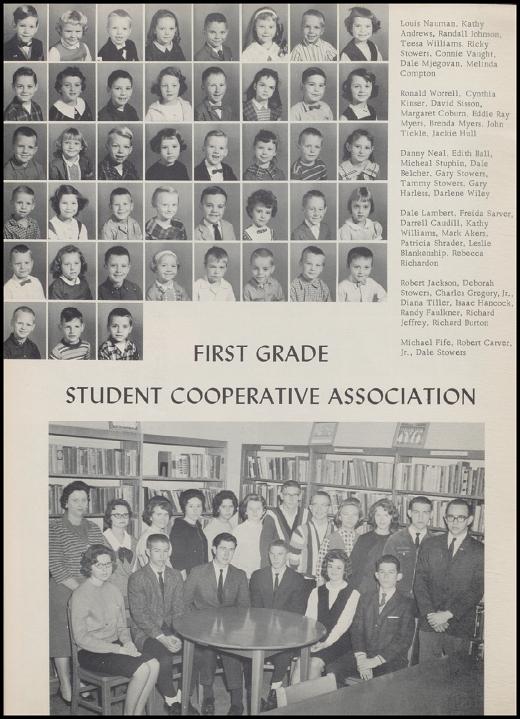 Louis Nauman, Kathy
Andrews, Randall Johnson,
Teesa Williams, Ricky
Stowers, Connie Vaught,
Dale Mjegovan, Melinda
Compton
Ronald Worrell, Cynthia
Kinser, David Sisson,
Margaret Coburn, Eddie Ray
Myers, Brenda Myers, John
Tickle, Jackie Hull
Danny Neal, Edith Ball,
Micheal Stuphin, Dale
Belcher, Gary Stowers,
Tammy Stowers, Gary
Harless, Darlene Wiley
Dale Lambert, Freida Sarver,
Darrell Caudill, Kathy
Williams, Mark Akers,
Patricia Shrader, Leslie
Blankenship, Rebecca
Richardon
Robert Jackson, Deborah
Stowers, Charles Gregory, Jr.,
Diana Tiller, Isaac Hancock,
Randy Faulkner, Richard
Jeffrey, Richard Burton
Michael Fife, Robert Carver,
Jr., Dale Stowers
FIRST GRADE
STUDENT COOPERATIVE ASSOCIATION